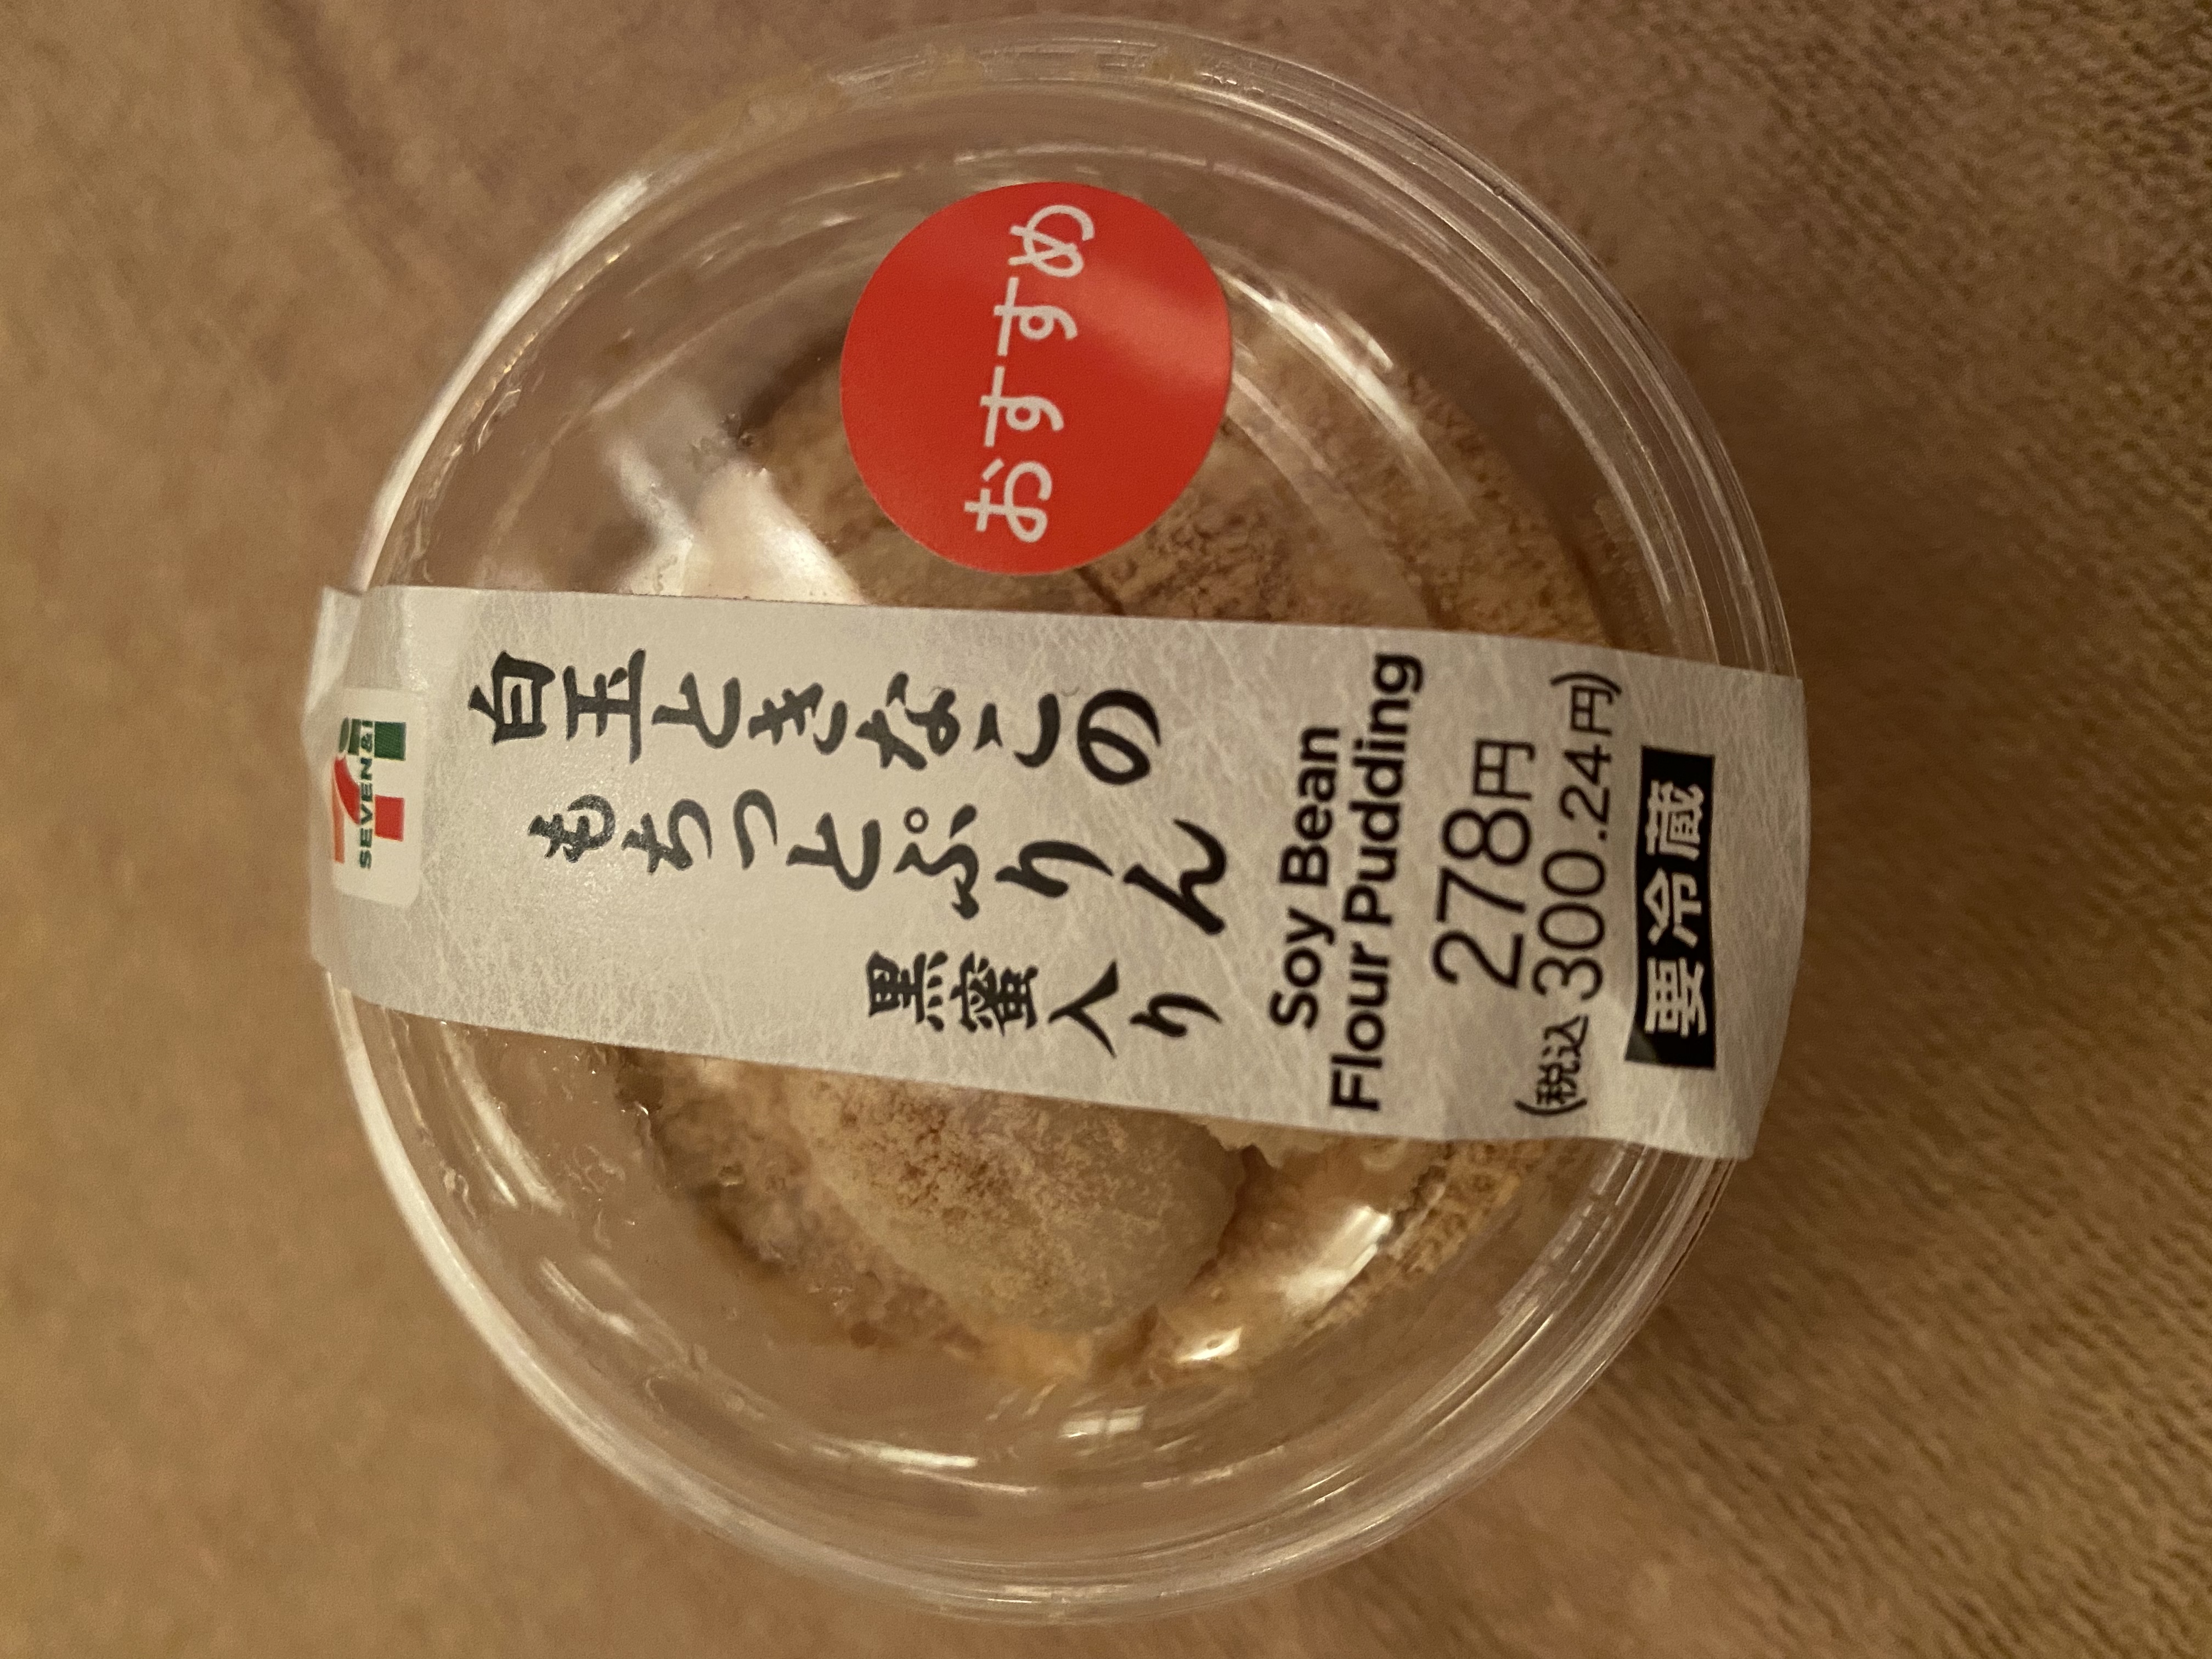 おすすめ
SEVEN&i
白玉ときなこの
もちっとぷりん
黒蜜入り
Soy Bean
Flour Pudding
278円
(税込300.24円)
要冷蔵